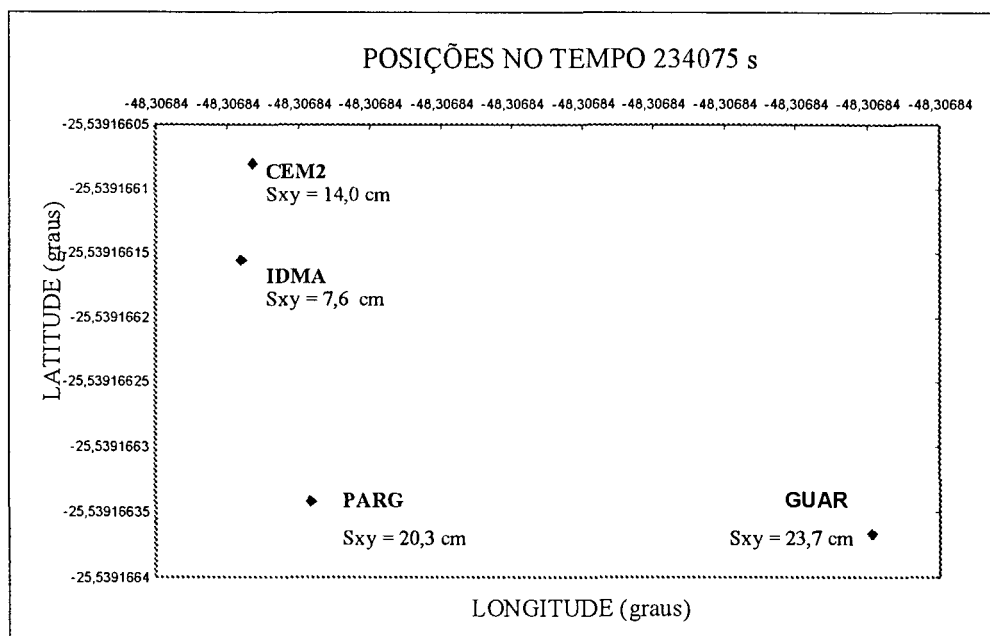 POSIÇÕES NO TEMPO 234075 s
-48,30684 -48,30684 -48,30684 -48,30684 -48,30684 -48,30684 -48,30684 -48,30684 -48,30684 -48,30684 -48,30684 -48,30684
-25,53916605
CEM2
-25,5391661
Sxy = 14,0 cm
-25,53916615
IDMA
Sxy = 7,6 cm
-25,5391662
-25,53916625
-25,5391663
-25,53916635
PARG
GUAR
Sxy = 20,3 cm
Sxy = 23,7 cm
-25,5391664
LATITUDE (graus)
LONGITUDE (graus)